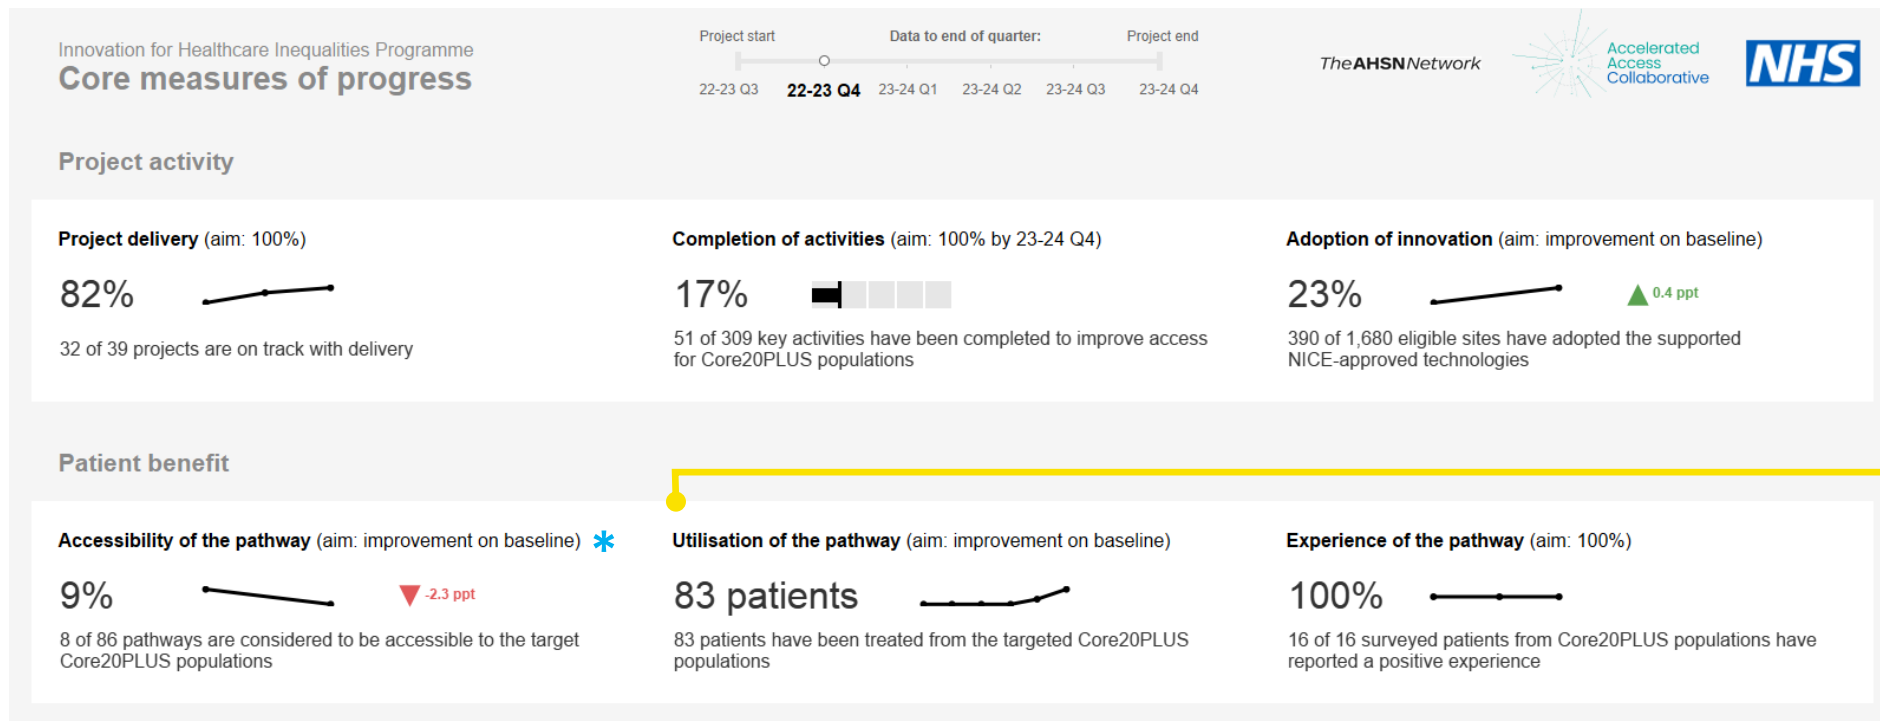 Innovation for Healthcare Inequalities Programme
Core measures of progress
Project start
Data to end of quarter:
Project end
22-23 Q3
22-23 Q4
23-24 Q1
23-24 Q2
23-24 Q3
23-24 Q4
TheAHSNNetwork
Accelerated
Access
Collaborative
NHS
Project activity
Project delivery (aim: 100%)
82%
32 of 39 projects are on track with delivery
Completion of activities (aim: 100% by 23-24 Q4)
17%
51 of 309 key activities have been completed to improve access
for Core20PLUS populations
Adoption of innovation (aim: improvement on baseline)
23%
0.4 ppt
390 of 1,680 eligible sites have adopted the supported
NICE-approved technologies
Patient benefit
Accessibility of the pathway (aim: improvement on baseline) *
9%
-2.3 ppt
8 of 86 pathways are considered to be accessible to the target
Core20PLUS populations
Utilisation of the pathway (aim: improvement on baseline)
83 patients
83 patients have been treated from the targeted Core20PLUS
populations
Experience of the pathway (aim: 100%)
100%
16 of 16 surveyed patients from Core20PLUS populations have
reported a positive experience